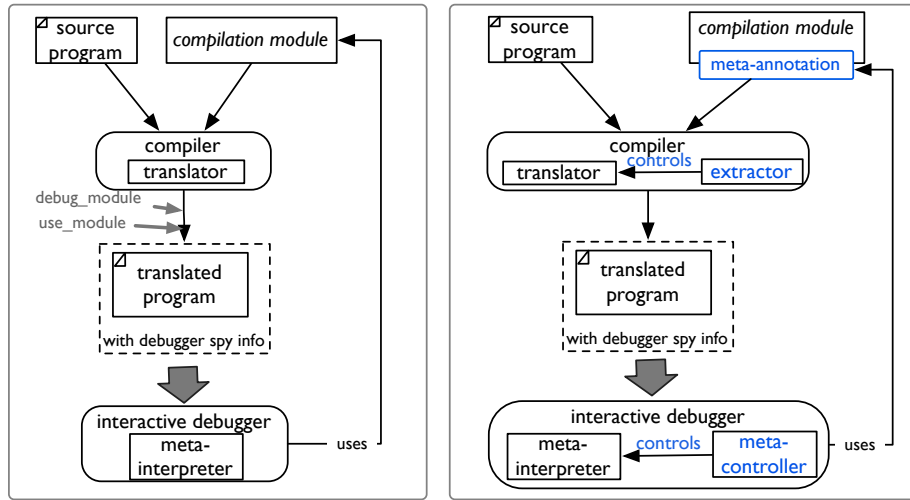 source
program
compilation module
compiler
translator
debug_module
use_module
translated
program
with debugger spy info
interactive debugger
meta-
interpreter
uses
source
program
compilation module
meta-annotation
compiler
translator
controls
extractor
translated
program
with debugger spy info
interactive debugger
meta-
interpreter
controls
meta-
controller
uses